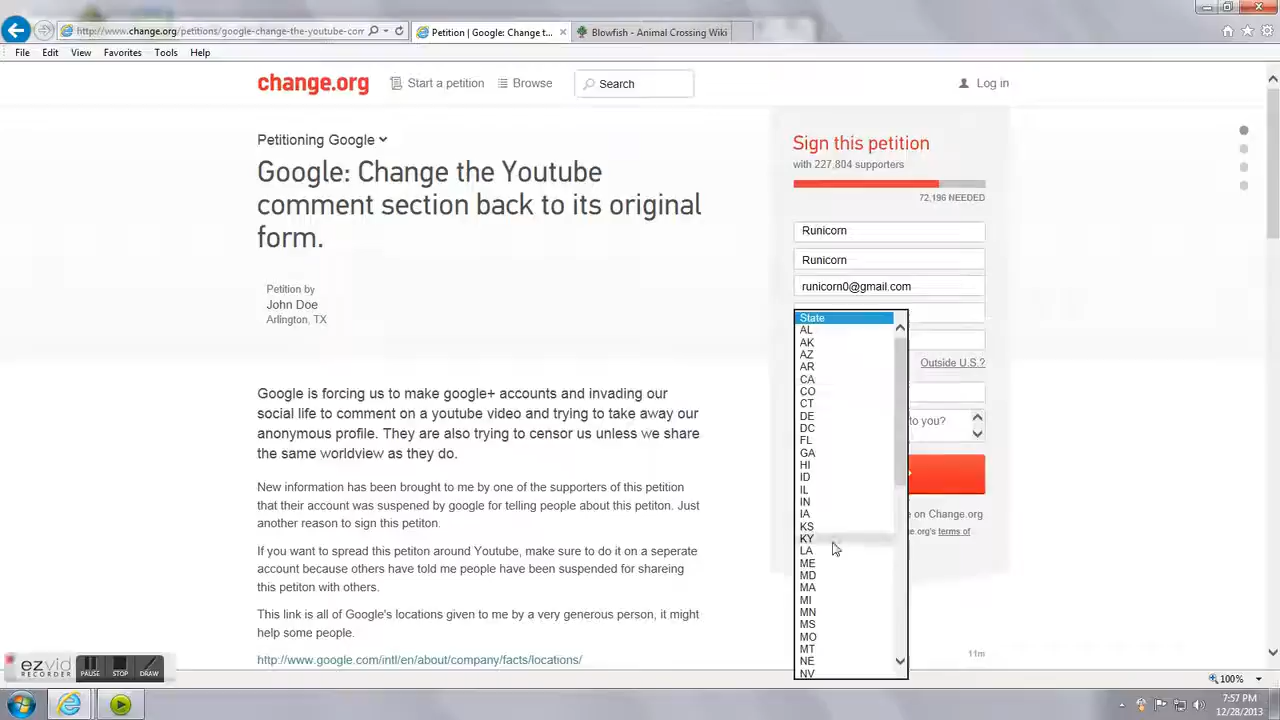 http://www.change.org/petitions/google-change-the-youtube-com
Petition | Google: Change t...
Blowfish - Animal Crossing Wiki
File Edit View Favorites Tools Help
change.org
Start a petition
Browse
Search
Log in
Petitioning Google
Google: Change the Youtube
comment section back to its original
form.
Petition by
John Doe
Arlington, TX
Google is forcing us to make google+ accounts and invading our
social life to comment on a youtube video and trying to take away our
anonymous profile. They are also trying to censor us unless we share
the same worldview as they do.
New information has been brought to me by one of the supporters of this petition
that their account was suspended by google for telling people about this petiton. Just
another reason to sign this petiton.
If you want to spread this petiton around Youtube, make sure to do it on a seperate
account because others have told me people have been suspended for shareing
this petiton with others.
This link is all of Google's locations given to me by a very generous person, it might
help some people.
http://www.google.com/intl/en/about/company/facts/locations/
Sign this petition
with 227,804 supporters
72,196 NEEDED
Runicorn
Runicorn
runicorn0@gmail.com
State
AL
AK
AZ
AR
CA
CO
CT
DE
DC
FL
GA
HI
ID
IL
IN
IA
KS
KY
LA
ME
MD
MA
MI
MN
MS
MO
MT
NE
NV
Outside U.S.?
to you?
on Change.org
e.org's terms of
11m
ezvid
RECORDER
PAUSE
STOP
DRAW
100%
7:57 PM
12/28/2013